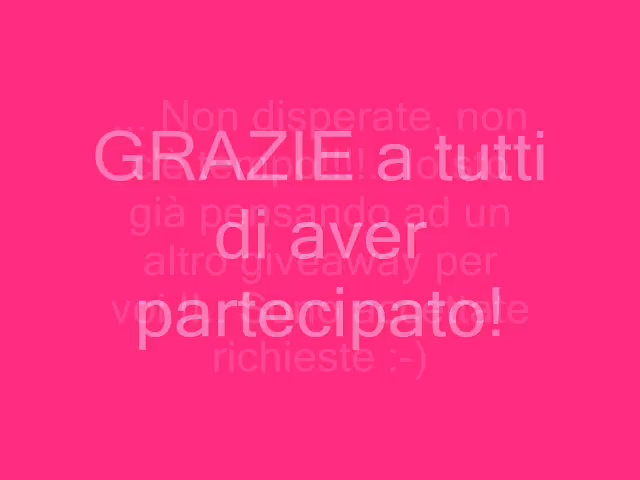 GRAZIE a tutti
di aver
partecipato!
... Non disperate, non
già pensando ad un
altro giveaway per
richieste :-)